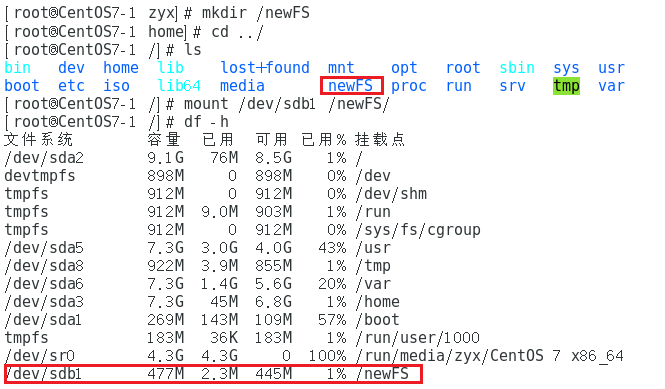 [root@CentOS7-1 zyx]# mkdir /newFS
[root@CentOS7-1 home]# cd ../
[root@CentOS7-1 /]# ls
bin dev home lib lost+found mnt opt root sbin sys usr
boot etc iso lib64 media newFS proc run srv tmp var
[root@CentOS7-1 /]# mount /dev/sdb1 /newFS/
[root@CentOS7-1 /]# df -h
文件系统 容量 已用 可用 已用% 挂载点
/dev/sda2 9.1G 76M 8.5G 1% /
devtmpfs 898M 0 898M 0% /dev
tmpfs 912M 0 912M 0% /dev/shm
tmpfs 912M 9.0M 903M 1% /run
tmpfs 912M 0 912M 0% /sys/fs/cgroup
/dev/sda5 7.3G 3.0G 4.0G 43% /usr
/dev/sda8 922M 3.9M 855M 1% /tmp
/dev/sda6 7.3G 1.4G 5.6G 20% /var
/dev/sda3 7.3G 45M 6.8G 1% /home
/dev/sda1 269M 143M 109M 57% /boot
tmpfs 183M 36K 183M 1% /run/user/1000
/dev/sr0 4.3G 4.3G 0 100% /run/media/zyx/CentOS 7 x86_64
/dev/sdb1 477M 2.3M 445M 1% /newFS